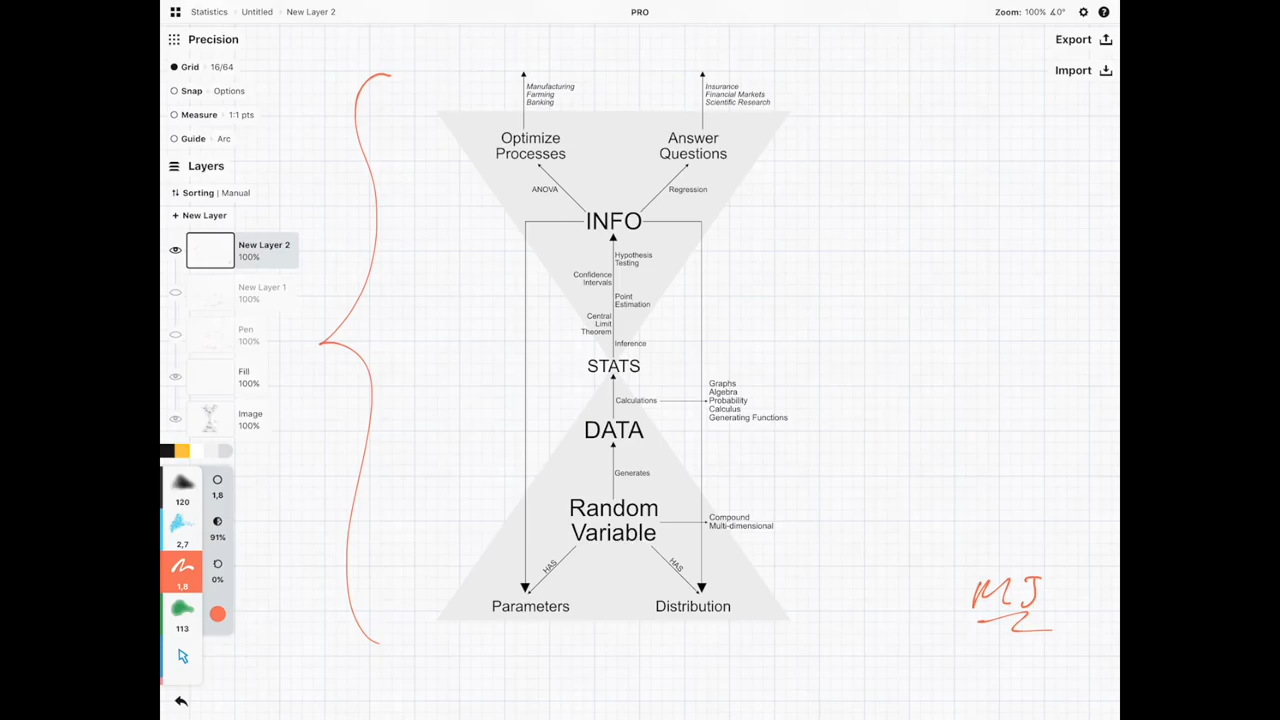 Statistics › Untitled › New Layer 2
PRO
Zoom: 100% ∡0°
Precision
Grid · 16/64
Snap · Options
Measure · 1:1 pts
Guide · Arc
Layers
Sorting | Manual
+ New Layer
New Layer 2
100%
New Layer 1
100%
Pen
100%
Fill
100%
Image
100%
120
2,7
1,8
113
1,8
91%
0%
Export
Import
Manufacturing
Farming
Banking
Insurance
Financial Markets
Scientific Research
Optimize
Processes
Answer
Questions
ANOVA
Regression
INFO
Hypothesis
Testing
Confidence
Intervals
Point
Estimation
Central
Limit
Theorem
Inference
STATS
Calculations
Graphs
Algebra
Probability
Calculus
Generating Functions
DATA
Generates
Random
Variable
Compound
Multi-dimensional
HAS
HAS
Parameters
Distribution
MJ